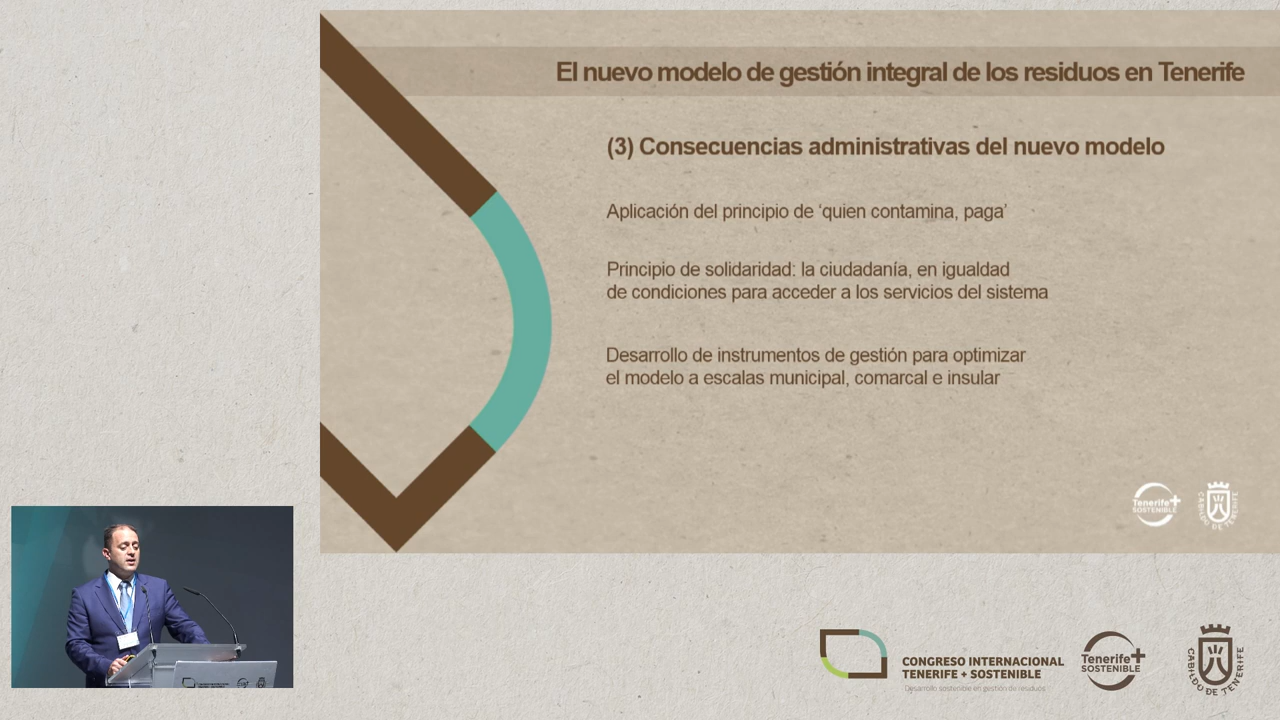 El nuevo modelo de gestión integral de los residuos en Tenerife
(3) Consecuencias administrativas del nuevo modelo
Aplicación del principio de ‘quien contamina, paga’
Principio de solidaridad: la ciudadanía, en igualdad
de condiciones para acceder a los servicios del sistema
Desarrollo de instrumentos de gestión para optimizar
el modelo a escalas municipal, comarcal e insular
Tenerife+
SOSTENIBLE
CABILDO DE TENERIFE
CONGRESO INTERNACIONAL
TENERIFE + SOSTENIBLE
Desarrollo sostenible en gestión de residuos
Tenerife+
SOSTENIBLE
CABILDO DE TENERIFE